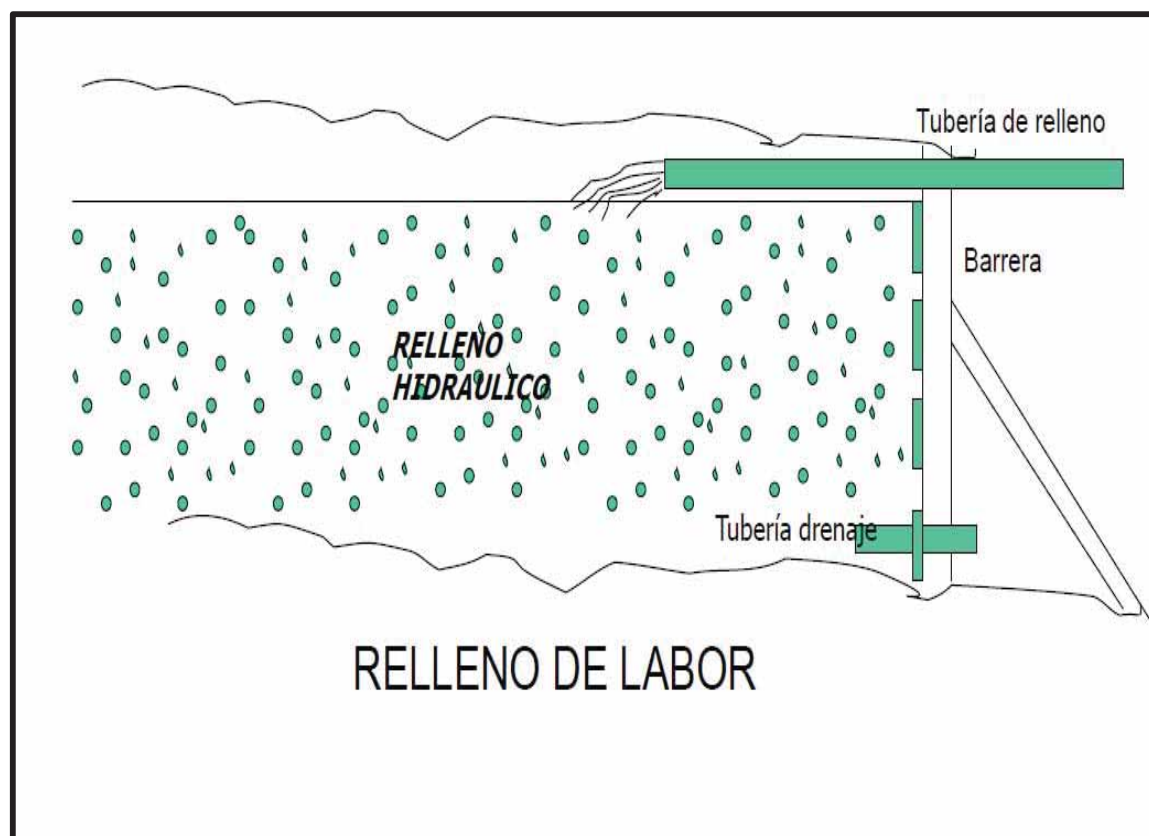 Tubería de relleno
Barrera
RELLENO
HIDRAULICO
Tubería drenaje
RELLENO DE LABOR